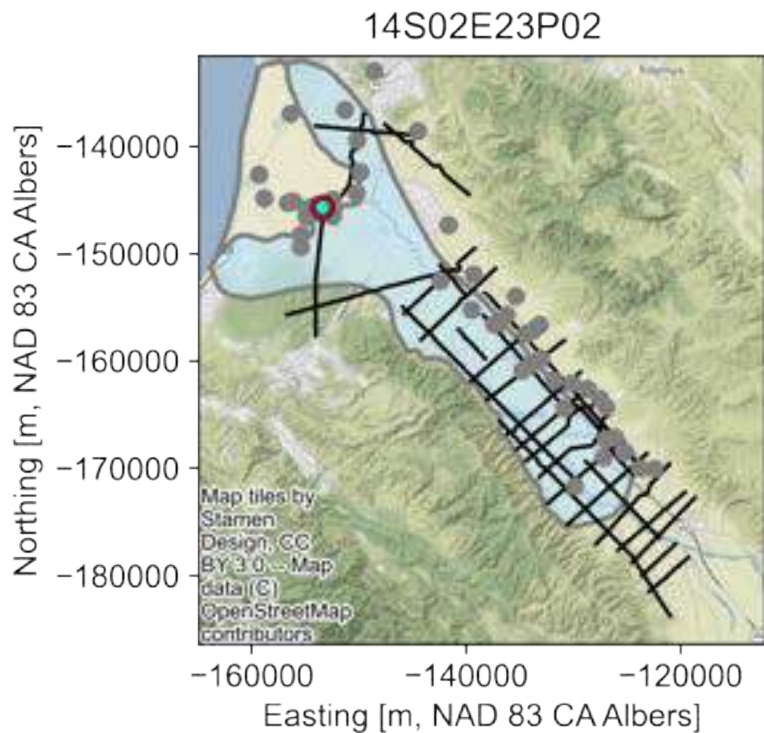 14S02E23P02
−140000
−150000
−160000
−170000
−180000
Northing [m, NAD 83 CA Albers]
Map tiles by
Stamen
Design, CC
BY 3.0 -- Map
data (C)
OpenStreetMap
contributors
−160000
−140000
−120000
Easting [m, NAD 83 CA Albers]